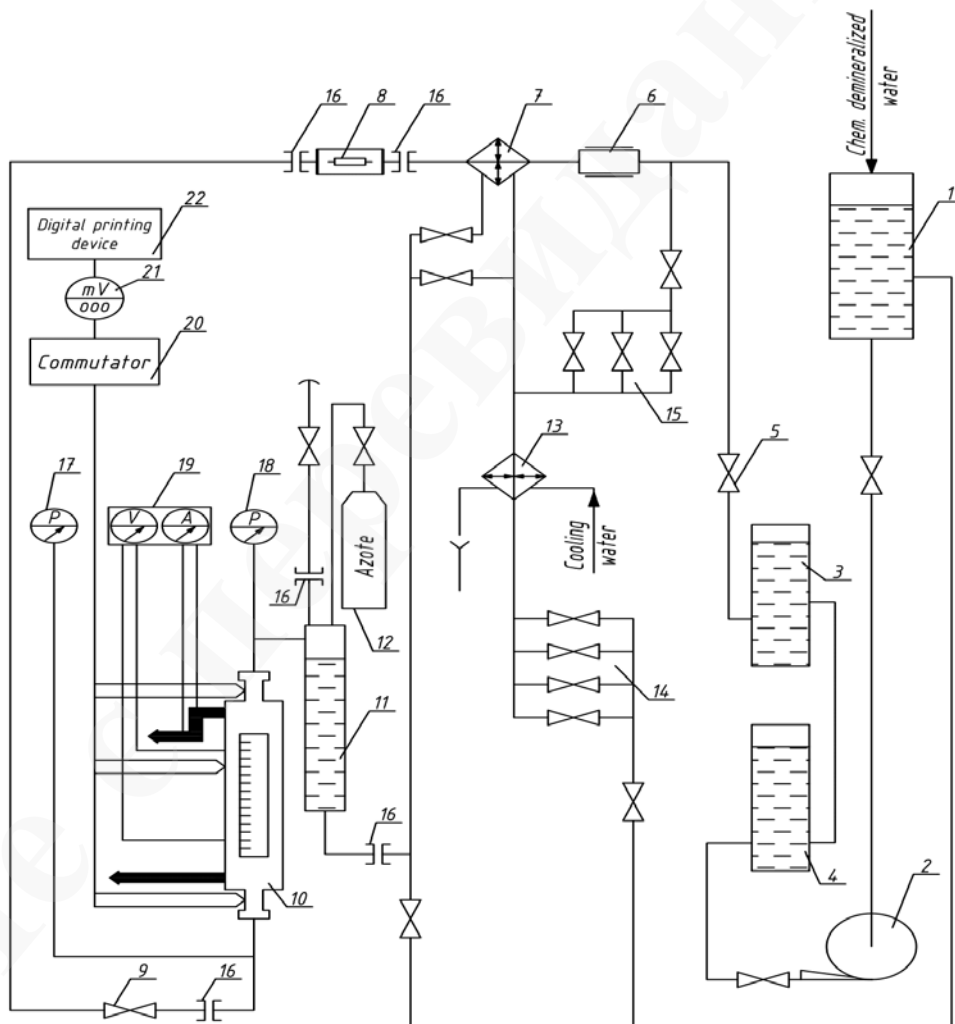 Chem. demineralized
water
16
8
16
7
6
1
22
Digital printing
device
21
mV
000
20
Commutator
15
13
5
17
19
18
P
V
A
P
Azote
Cooling
water
3
16
12
11
14
16
10
4
2
9
16